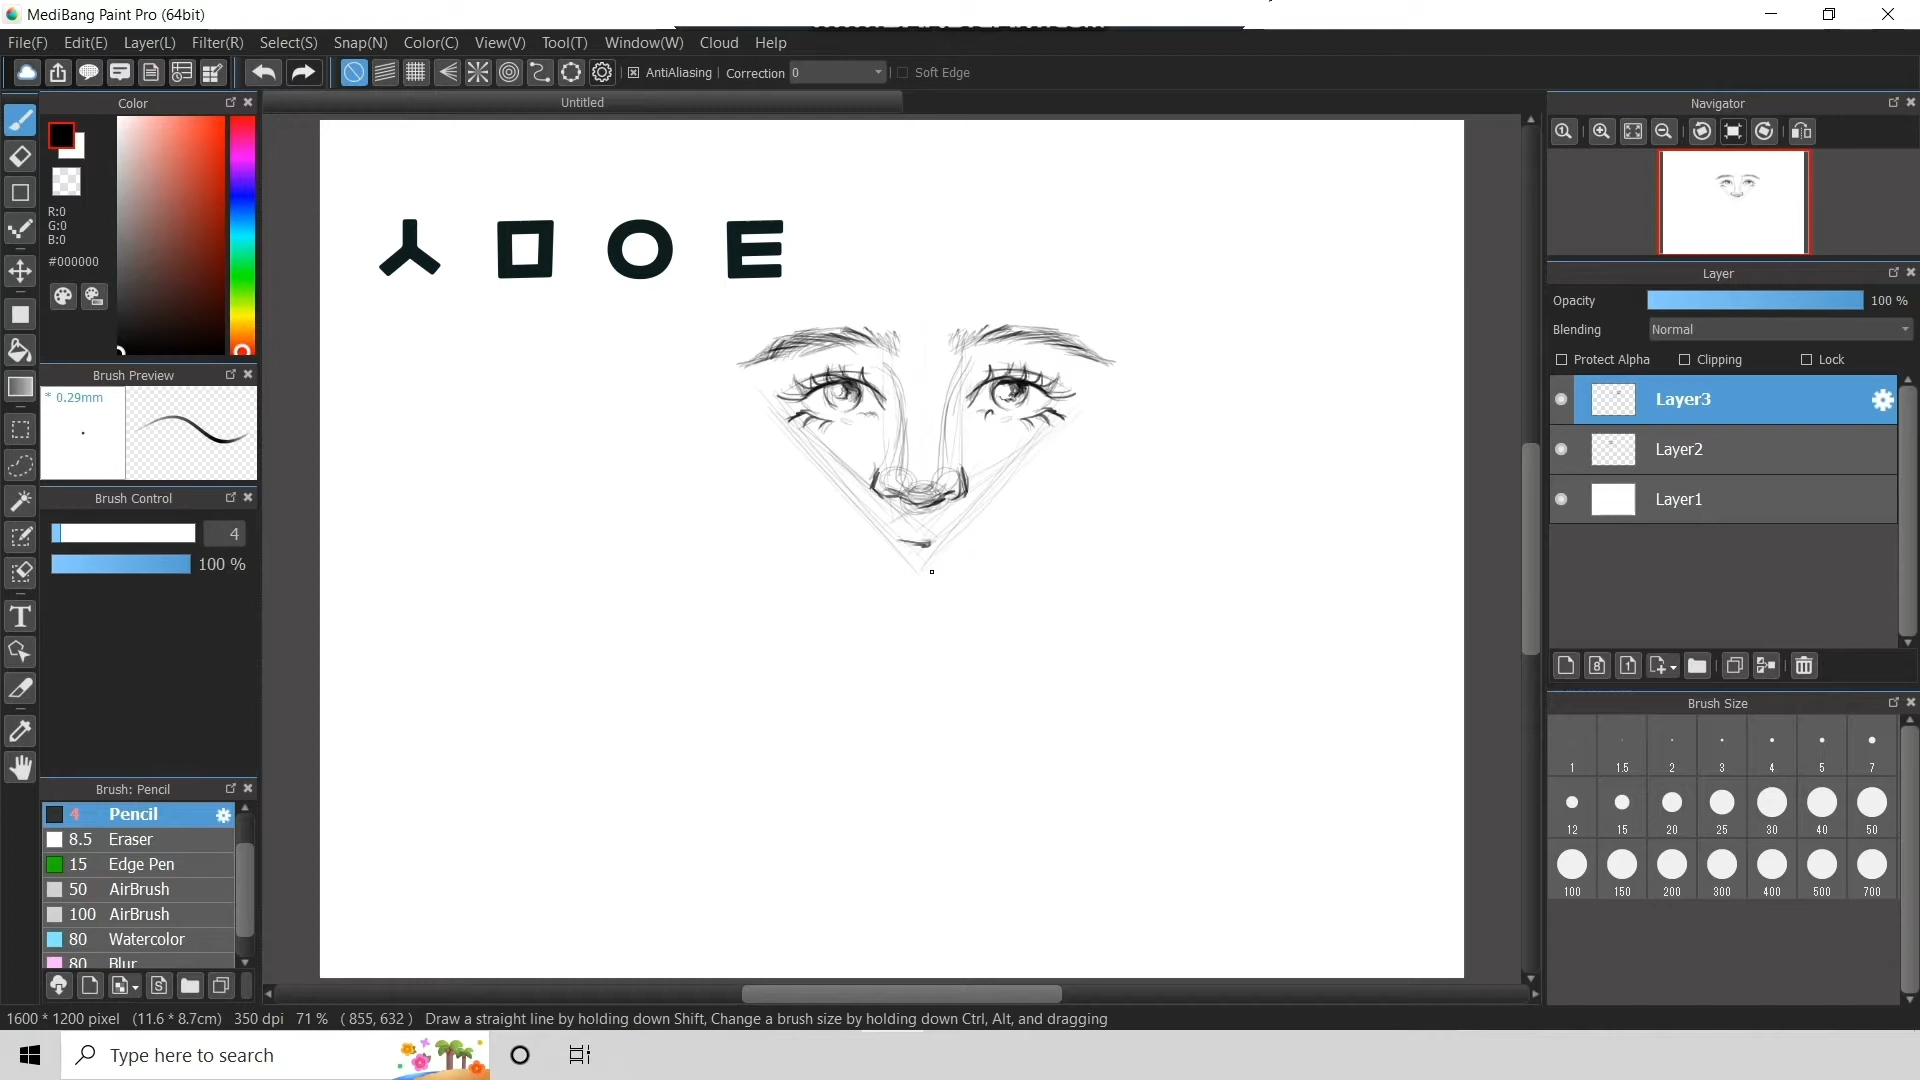 MediBang Paint Pro (64bit)
File(F) Edit(E) Layer(L) Filter(R) Select(S) Snap(N) Color(C) View(V) Tool(T) Window(W) Cloud Help
AntiAliasing Correction 0 Soft Edge
Color
R:0
G:0
B:0
#000000
Brush Preview
* 0.29mm
Brush Control
4
100 %
Brush: Pencil
4 Pencil
8.5 Eraser
15 Edge Pen
50 AirBrush
100 AirBrush
80 Watercolor
80 Blur
Untitled
ㅅㅁㅇㅌ
Navigator
Layer
Opacity 100 %
Blending Normal
Protect Alpha Clipping Lock
Layer3
Layer2
Layer1
Brush Size
1 1.5 2 3 4 5 7
12 15 20 25 30 40 50
100 150 200 300 400 500 700
1600 * 1200 pixel (11.6 * 8.7cm) 350 dpi 71 % ( 855, 632 ) Draw a straight line by holding down Shift, Change a brush size by holding down Ctrl, Alt, and dragging
Type here to search